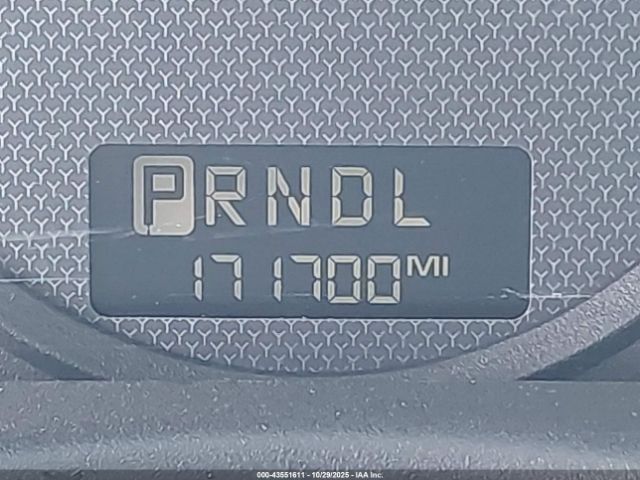 PRNDL
171700MI
000-43551611 - 10/29/2025 - IAA Inc.